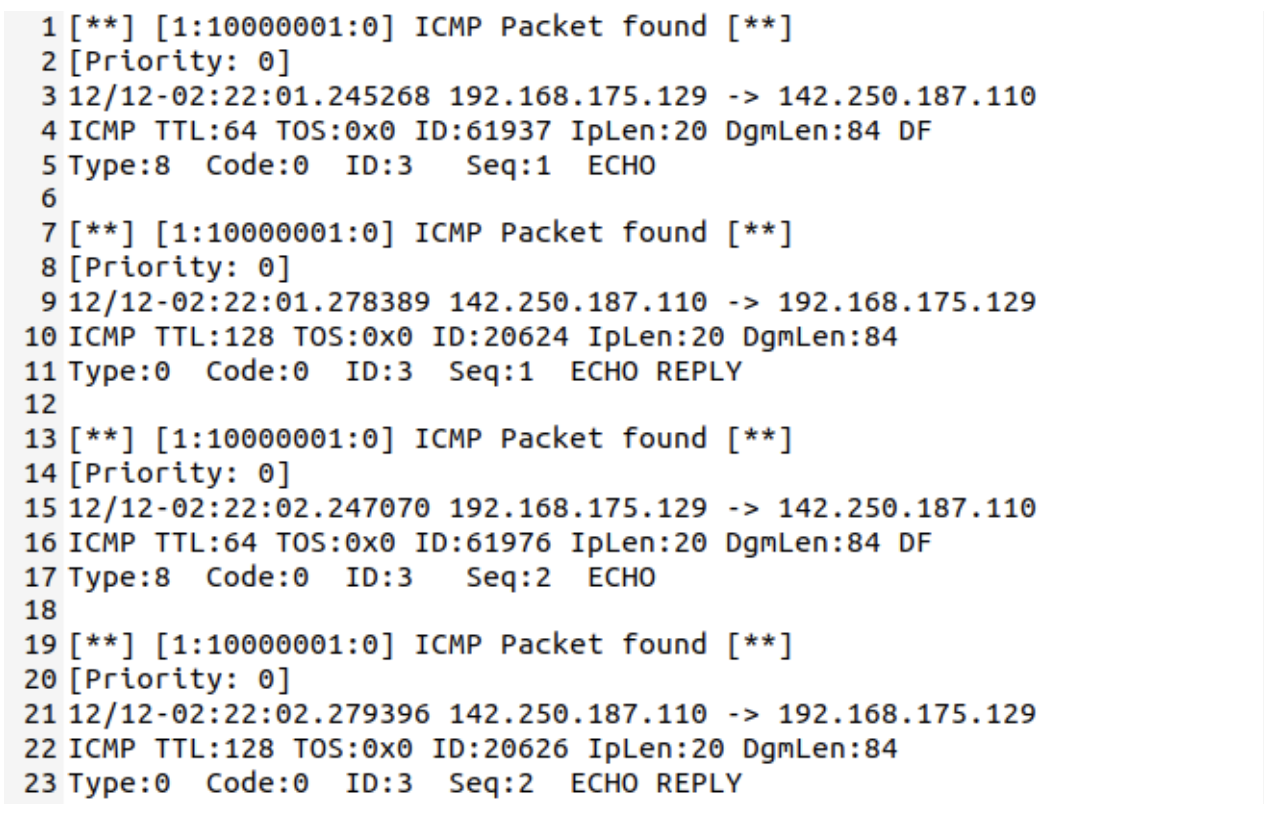 1 [**] [1:10000001:0] ICMP Packet found [**]
2 [Priority: 0]
3 12/12-02:22:01.245268 192.168.175.129 -> 142.250.187.110
4 ICMP TTL:64 TOS:0x0 ID:61937 IpLen:20 DgmLen:84 DF
5 Type:8  Code:0  ID:3   Seq:1  ECHO
6
7 [**] [1:10000001:0] ICMP Packet found [**]
8 [Priority: 0]
9 12/12-02:22:01.278389 142.250.187.110 -> 192.168.175.129
10 ICMP TTL:128 TOS:0x0 ID:20624 IpLen:20 DgmLen:84
11 Type:0  Code:0  ID:3  Seq:1  ECHO REPLY
12
13 [**] [1:10000001:0] ICMP Packet found [**]
14 [Priority: 0]
15 12/12-02:22:02.247070 192.168.175.129 -> 142.250.187.110
16 ICMP TTL:64 TOS:0x0 ID:61976 IpLen:20 DgmLen:84 DF
17 Type:8  Code:0  ID:3   Seq:2  ECHO
18
19 [**] [1:10000001:0] ICMP Packet found [**]
20 [Priority: 0]
21 12/12-02:22:02.279396 142.250.187.110 -> 192.168.175.129
22 ICMP TTL:128 TOS:0x0 ID:20626 IpLen:20 DgmLen:84
23 Type:0  Code:0  ID:3  Seq:2  ECHO REPLY